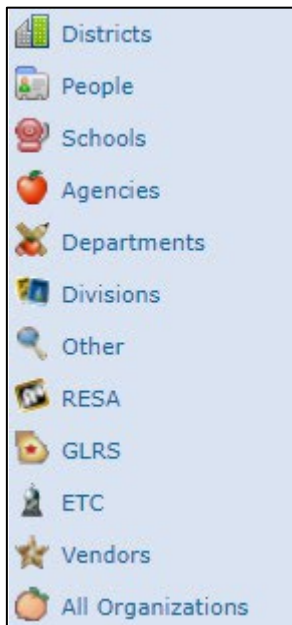 Districts
People
Schools
Agencies
Departments
Divisions
Other
RESA
GLRS
ETC
Vendors
All Organizations